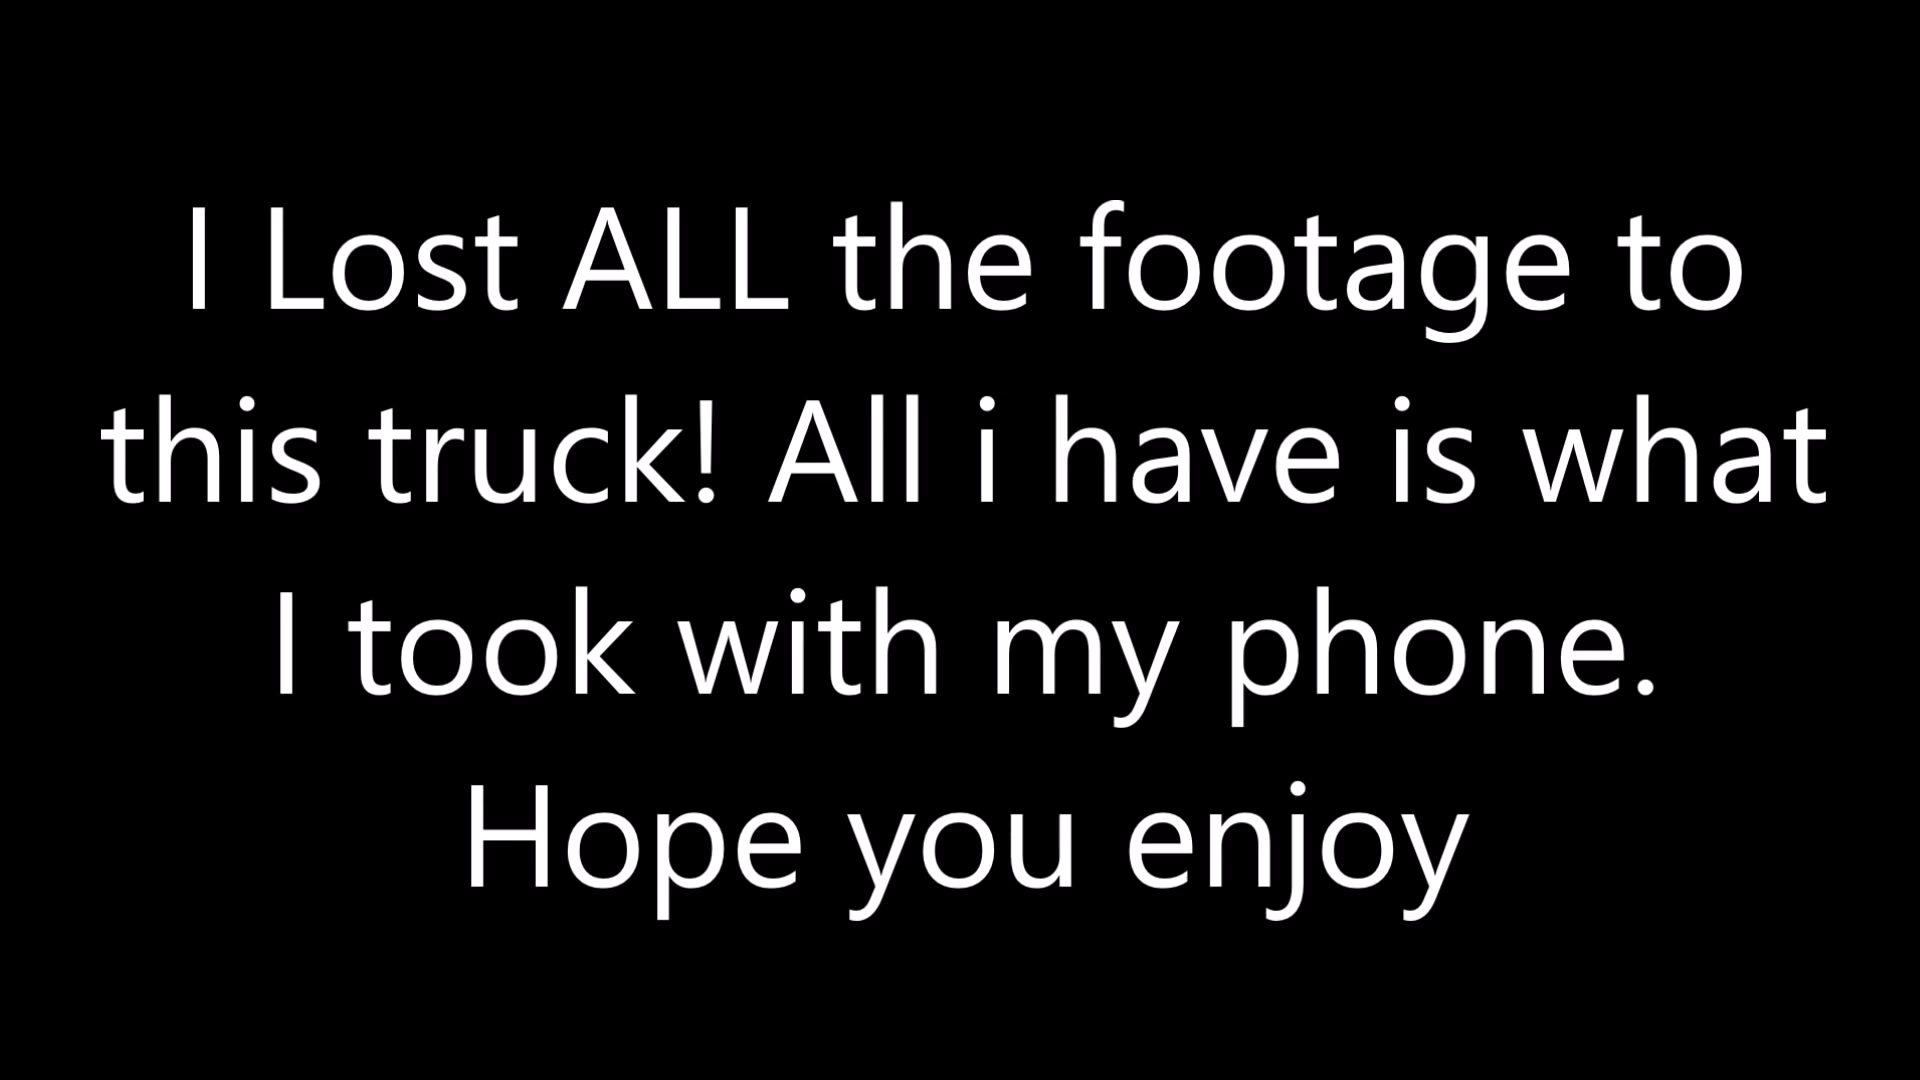 I Lost ALL the footage to
this truck! All i have is what
I took with my phone.
Hope you enjoy